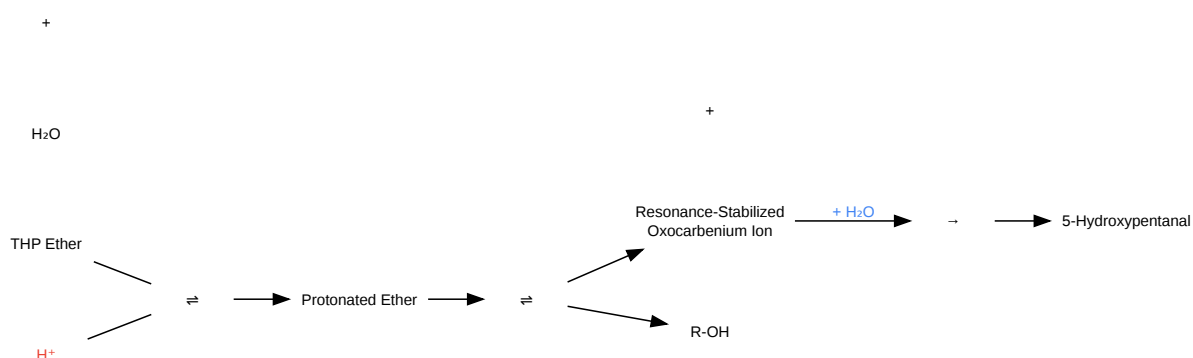 +
H₂O
THP Ether
H⁺
⇌
Protonated Ether
⇌
+
Resonance-Stabilized
Oxocarbenium Ion
R-OH
+ H₂O
→
5-Hydroxypentanal